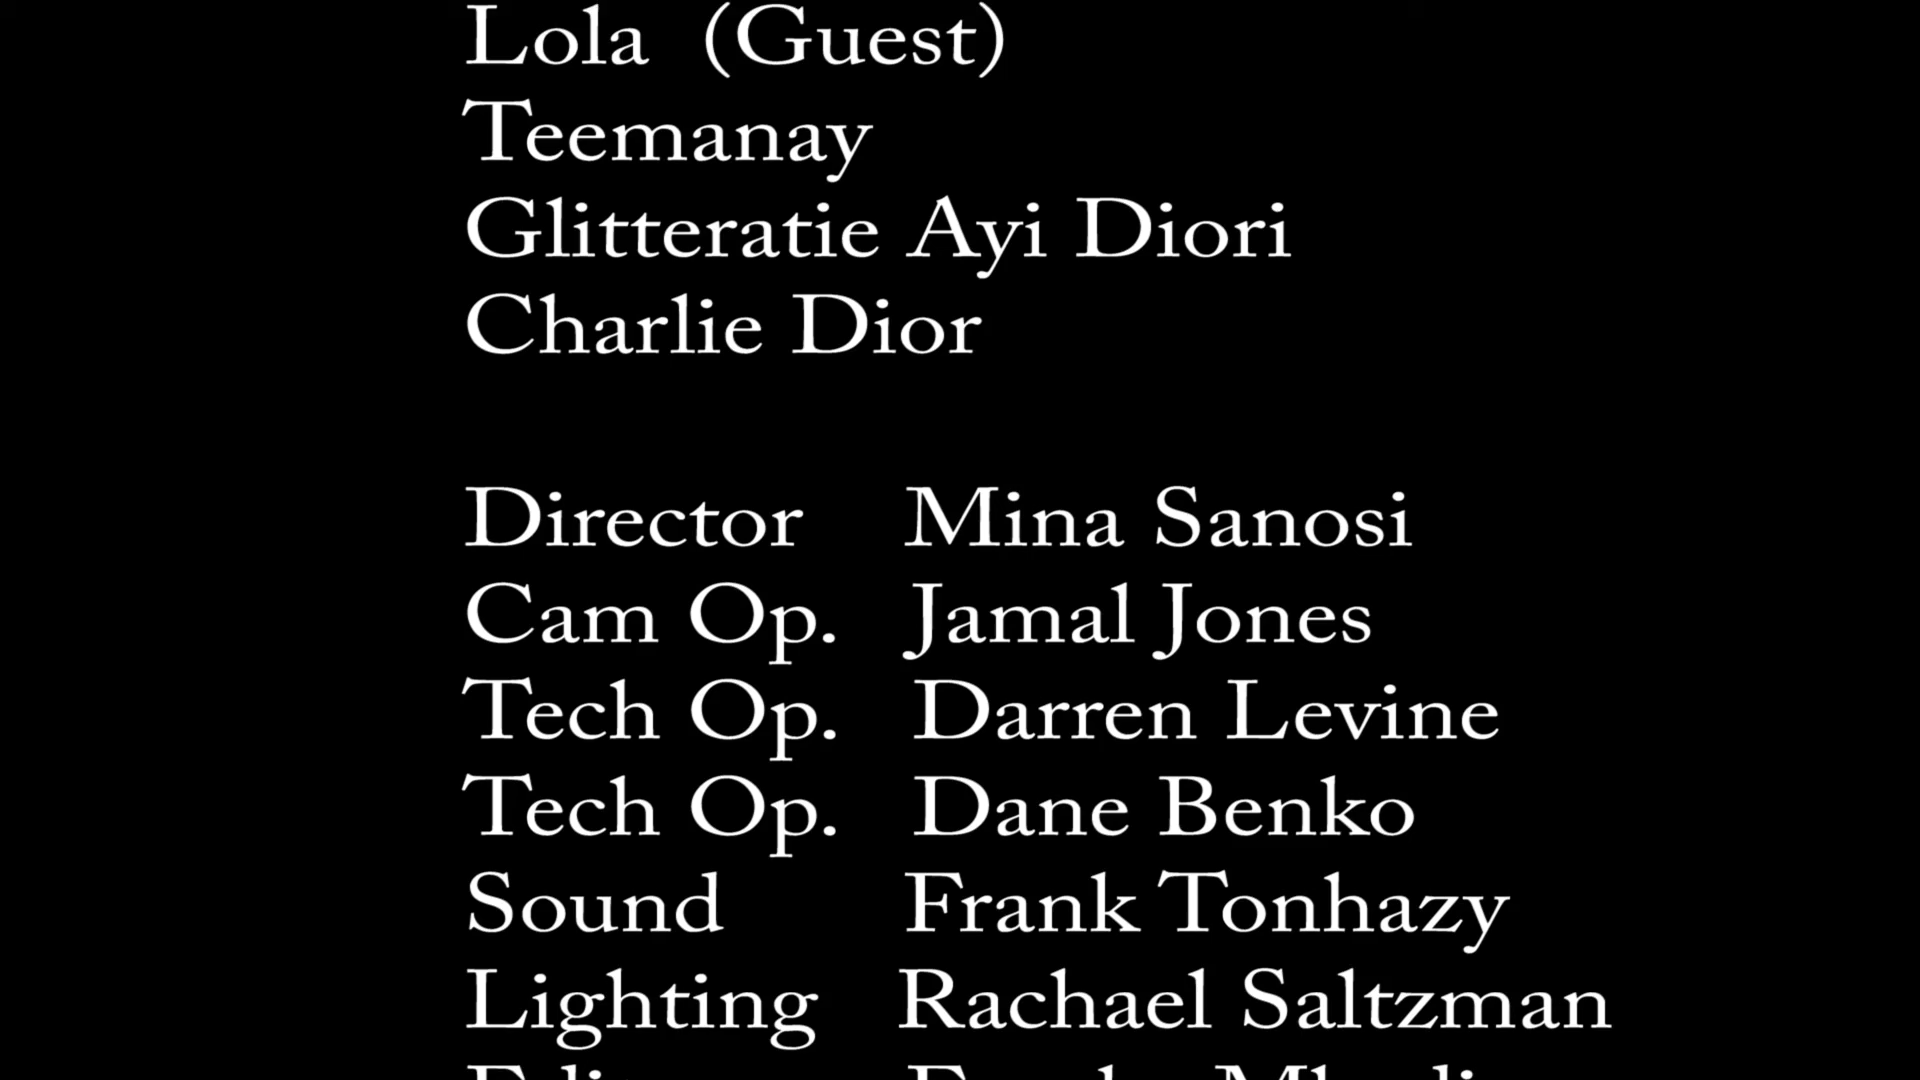 Lola (Guest)
Teemanay
Glitteratie Ayi Diori
Charlie Dior
Director Mina Sanosi
Cam Op. Jamal Jones
Tech Op. Darren Levine
Tech Op. Dane Benko
Sound Frank Tonhazy
Lighting Rachael Saltzman